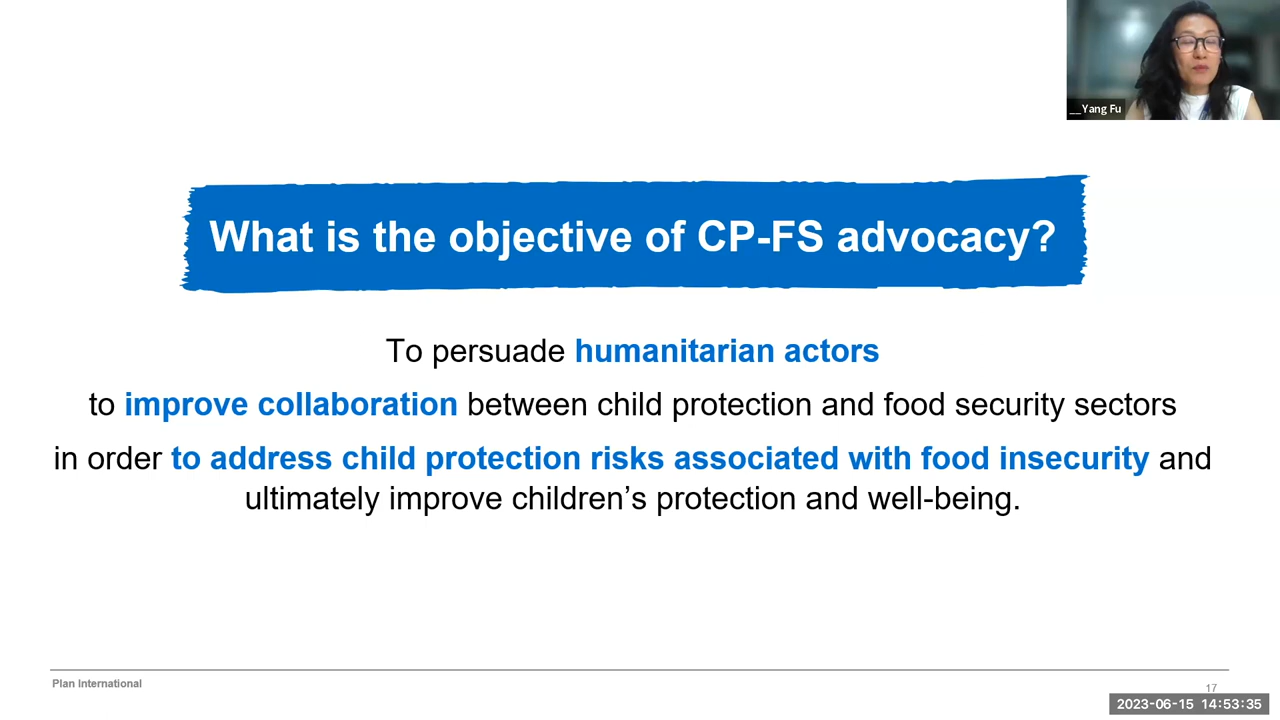 __Yang Fu
What is the objective of CP-FS advocacy?
To persuade humanitarian actors
to improve collaboration between child protection and food security sectors
in order to address child protection risks associated with food insecurity and
ultimately improve children’s protection and well-being.
Plan International
17
2023-06-15 14:53:35